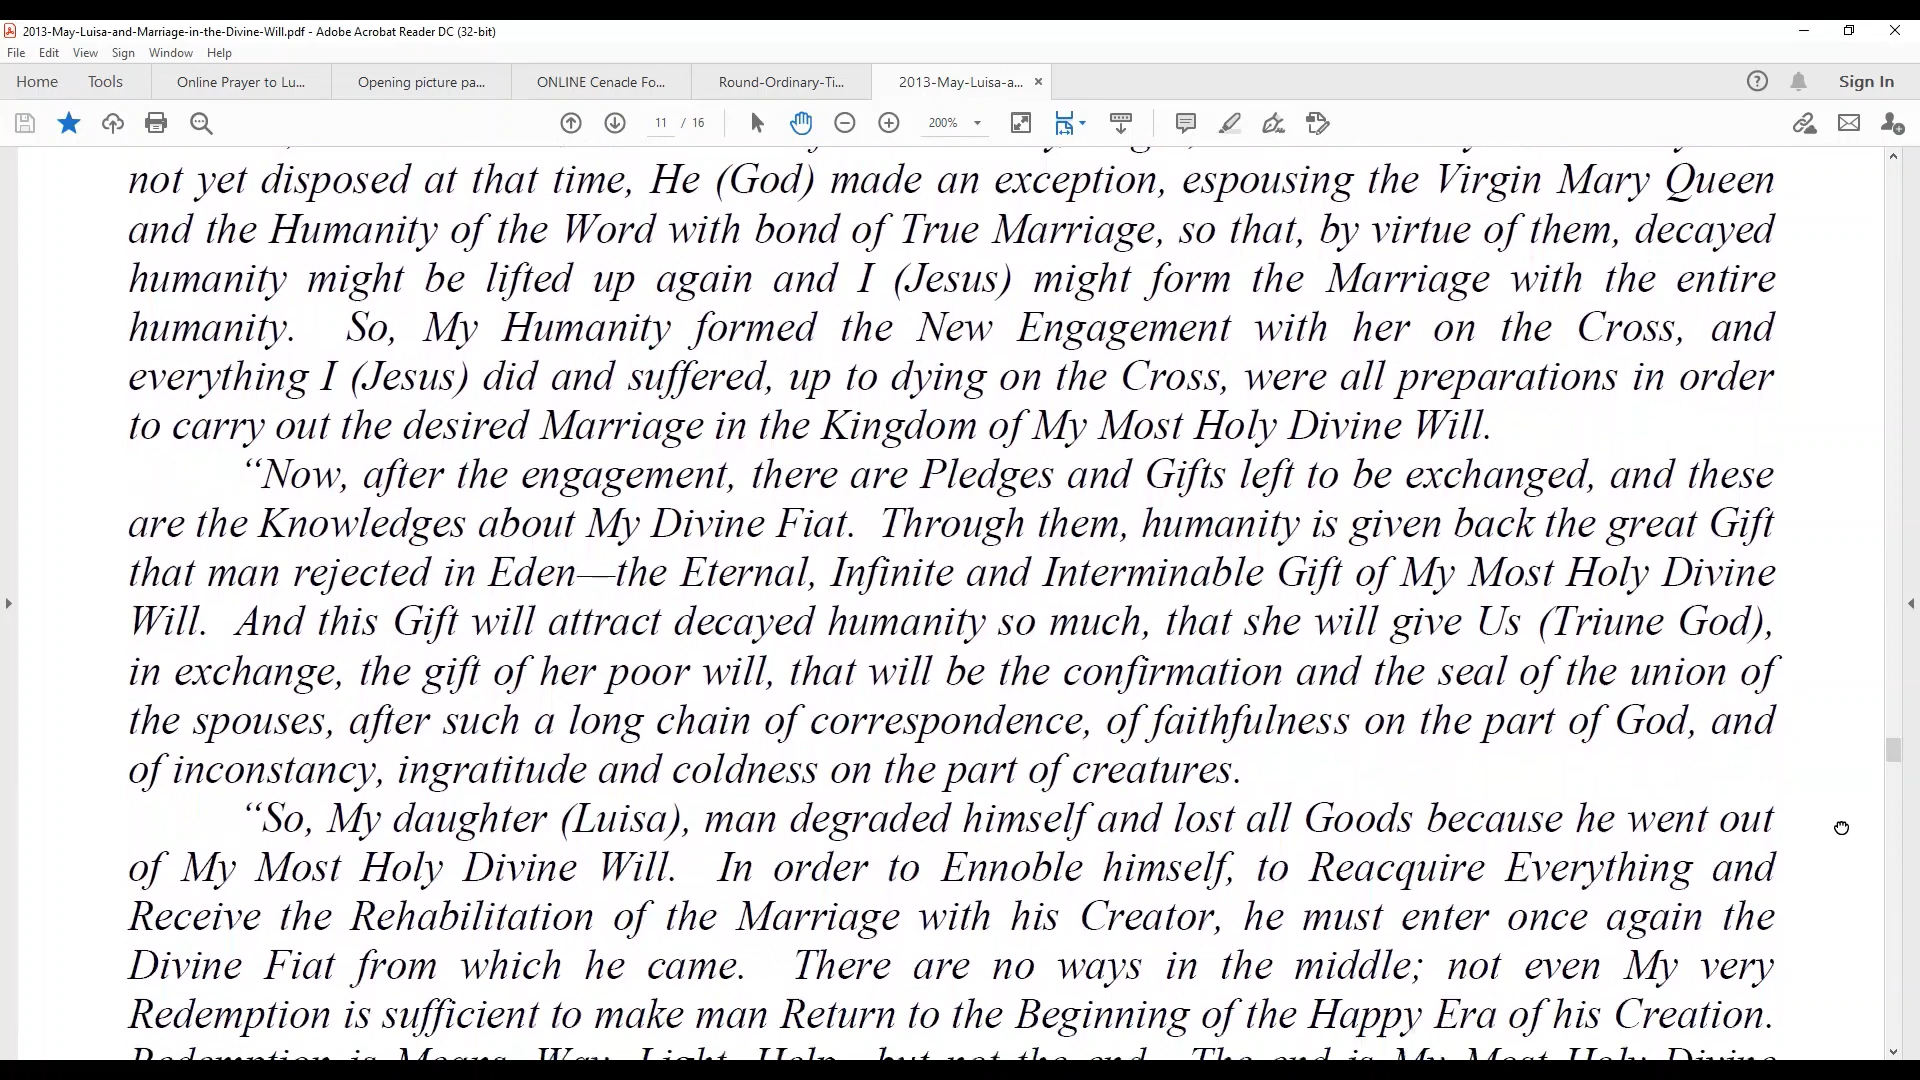 2013-May-Luisa-and-Marriage-in-the-Divine-Will.pdf - Adobe Acrobat Reader DC (32-bit)
File Edit View Sign Window Help
Home Tools Online Prayer to Lu... Opening picture pa... ONLINE Cenacle Fo... Round-Ordinary-Ti... 2013-May-Luisa-a... Sign In
11 / 16 200%
not yet disposed at that time, He (God) made an exception, espousing the Virgin Mary Queen
and the Humanity of the Word with bond of True Marriage, so that, by virtue of them, decayed
humanity might be lifted up again and I (Jesus) might form the Marriage with the entire
humanity. So, My Humanity formed the New Engagement with her on the Cross, and
everything I (Jesus) did and suffered, up to dying on the Cross, were all preparations in order
to carry out the desired Marriage in the Kingdom of My Most Holy Divine Will.
“Now, after the engagement, there are Pledges and Gifts left to be exchanged, and these
are the Knowledges about My Divine Fiat. Through them, humanity is given back the great Gift
that man rejected in Eden—the Eternal, Infinite and Interminable Gift of My Most Holy Divine
Will. And this Gift will attract decayed humanity so much, that she will give Us (Triune God),
in exchange, the gift of her poor will, that will be the confirmation and the seal of the union of
the spouses, after such a long chain of correspondence, of faithfulness on the part of God, and
of inconstancy, ingratitude and coldness on the part of creatures.
“So, My daughter (Luisa), man degraded himself and lost all Goods because he went out
of My Most Holy Divine Will. In order to Ennoble himself, to Reacquire Everything and
Receive the Rehabilitation of the Marriage with his Creator, he must enter once again the
Divine Fiat from which he came. There are no ways in the middle; not even My very
Redemption is sufficient to make man Return to the Beginning of the Happy Era of his Creation.
Redemption is Means, Way, Light, Help—but not the end. The end is My Most Holy Divine